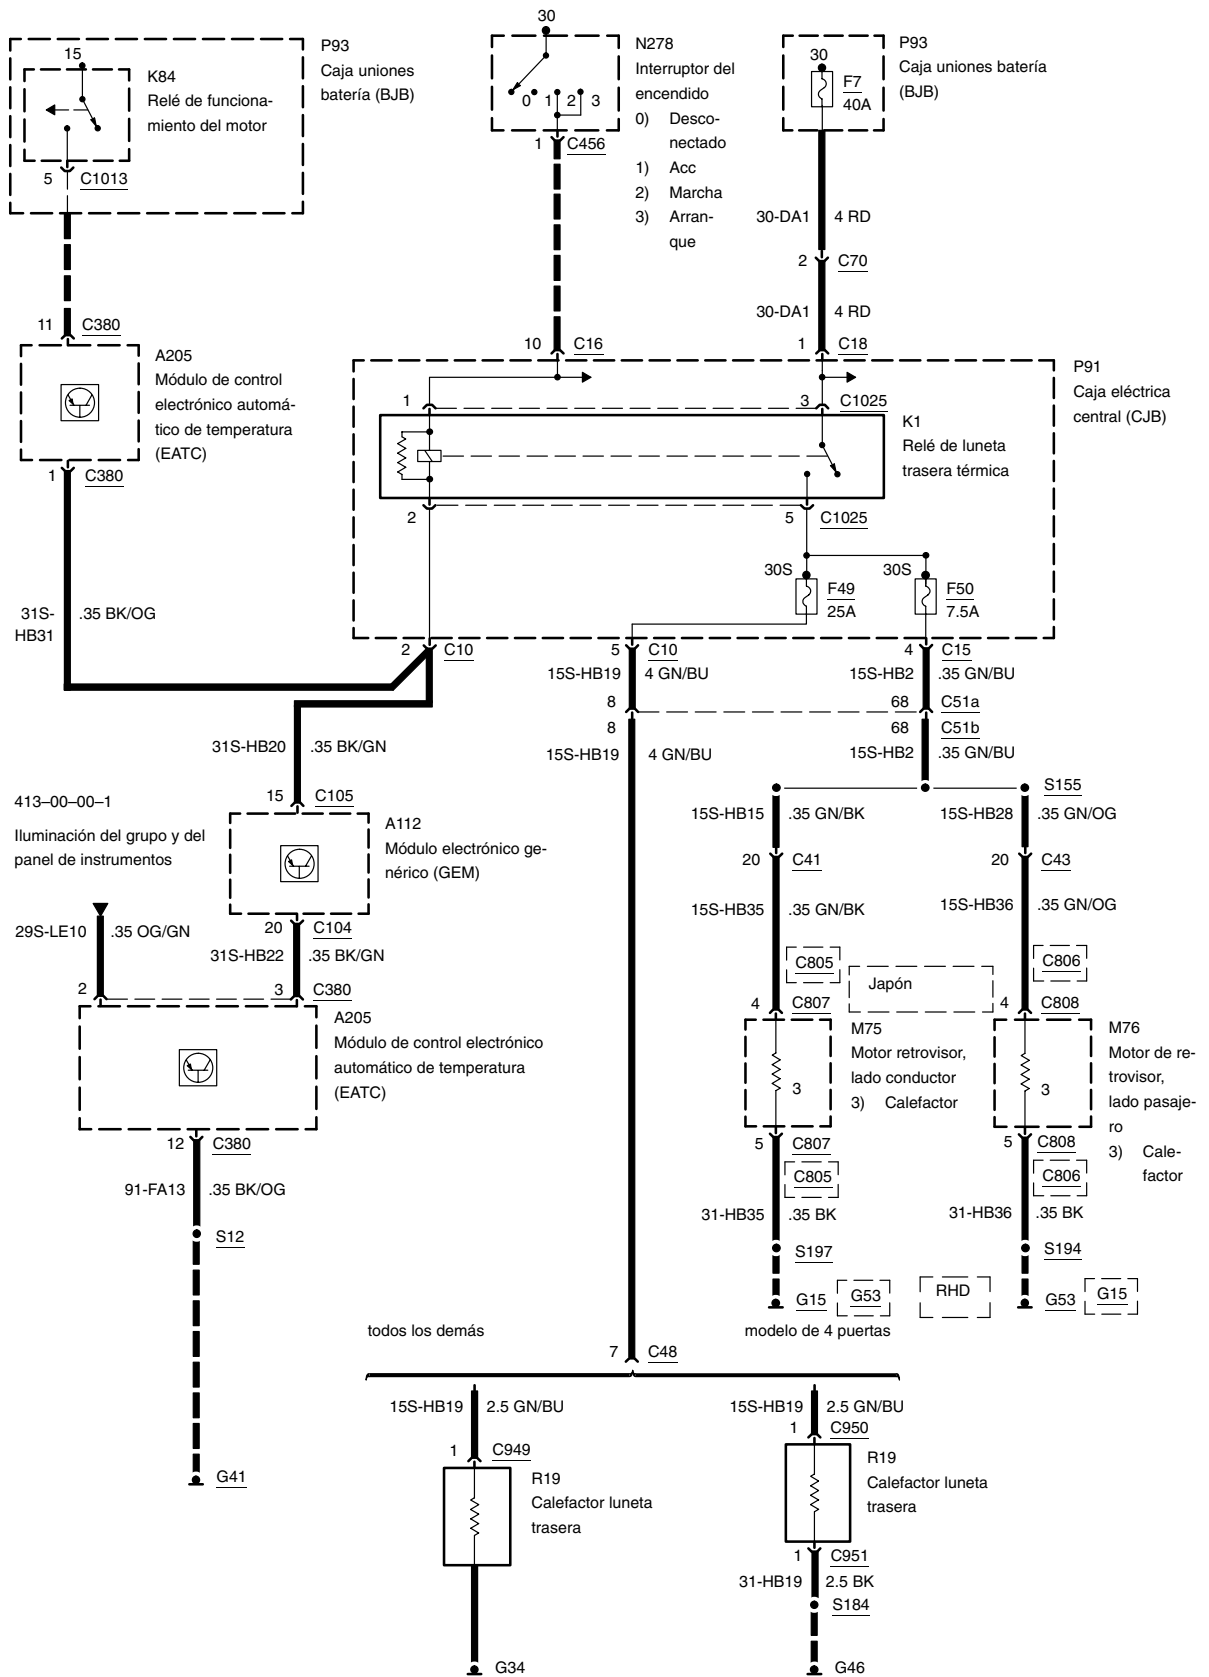 15
P93
Caja uniones
batería (BJB)
K84
Relé de funciona-
miento del motor
5 C1013
30
N278
Interruptor del
encendido
0) Desco-
nectado
1) Acc
2) Marcha
3) Arran-
que
0 1 2 3
1 C456
30
F7
40A
P93
Caja uniones batería
(BJB)
30-DA1 4 RD
2 C70
30-DA1 4 RD
11 C380
A205
Módulo de control
electrónico automá-
tico de temperatura
(EATC)
1 C380
10 C16
1 C18
P91
Caja eléctrica
central (CJB)
1
3 C1025
K1
Relé de luneta
trasera térmica
2
5 C1025
30S
F49
25A
30S
F50
7.5A
31S-
HB31
.35 BK/OG
2 C10
5 C10
4 C15
15S-HB19 4 GN/BU
15S-HB2 .35 GN/BU
8
68 C51a
8
68 C51b
15S-HB19 4 GN/BU
15S-HB2 .35 GN/BU
31S-HB20 .35 BK/GN
S155
413–00–00–1
Iluminación del grupo y del
panel de instrumentos
15 C105
A112
Módulo electrónico ge-
nérico (GEM)
20 C104
15S-HB15 .35 GN/BK
15S-HB28 .35 GN/OG
20 C41
20 C43
15S-HB35 .35 GN/BK
15S-HB36 .35 GN/OG
29S-LE10 .35 OG/GN
31S-HB22 .35 BK/GN
C805
Japón
C806
2
3 C380
4 C807
4 C808
A205
Módulo de control electrónico
automático de temperatura
(EATC)
3
M75
Motor retrovisor,
lado conductor
3) Calefactor
3
M76
Motor de re-
trovisor,
lado pasaje-
ro
3) Cale-
factor
12 C380
5 C807
5 C808
C805
C806
91-FA13 .35 BK/OG
31-HB35 .35 BK
31-HB36 .35 BK
S12
S197
S194
G15
G53
RHD
G53
G15
todos los demás
modelo de 4 puertas
7 C48
15S-HB19 2.5 GN/BU
15S-HB19 2.5 GN/BU
1 C949
1 C950
G41
R19
Calefactor luneta
trasera
R19
Calefactor luneta
trasera
1 C951
31-HB19 2.5 BK
S184
G34
G46